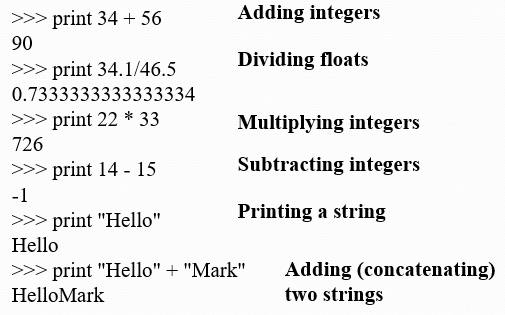 >>> print 34 + 56 Adding integers
90
>>> print 34.1/46.5 Dividing floats
0.7333333333333334
>>> print 22 * 33 Multiplying integers
726
>>> print 14 - 15 Subtracting integers
-1
>>> print "Hello" Printing a string
Hello
>>> print "Hello" + "Mark" Adding (concatenating)
HelloMark two strings